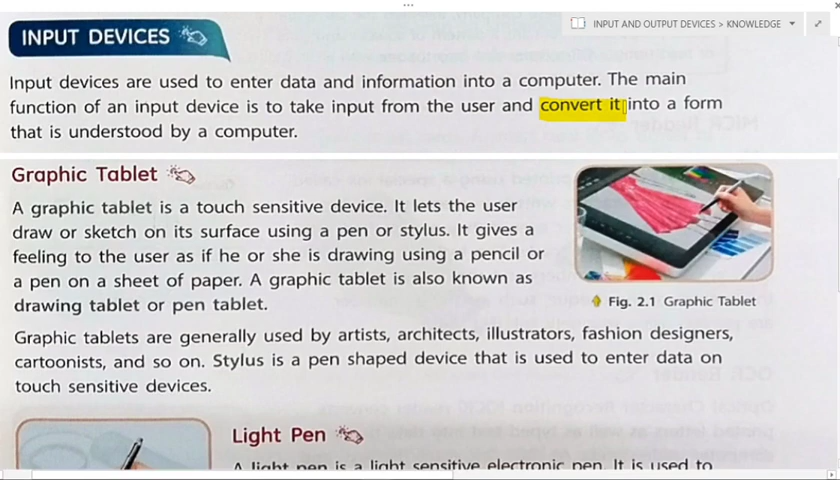 INPUT AND OUTPUT DEVICES > KNOWLEDGE
INPUT DEVICES
Input devices are used to enter data and information into a computer. The main
function of an input device is to take input from the user and convert it into a form
that is understood by a computer.
Graphic Tablet
A graphic tablet is a touch sensitive device. It lets the user
draw or sketch on its surface using a pen or stylus. It gives a
feeling to the user as if he or she is drawing using a pencil or
a pen on a sheet of paper. A graphic tablet is also known as
drawing tablet or pen tablet.
Fig. 2.1 Graphic Tablet
Graphic tablets are generally used by artists, architects, illustrators, fashion designers,
cartoonists, and so on. Stylus is a pen shaped device that is used to enter data on
touch sensitive devices.
Light Pen
A light pen is a light sensitive electronic pen. It is used to